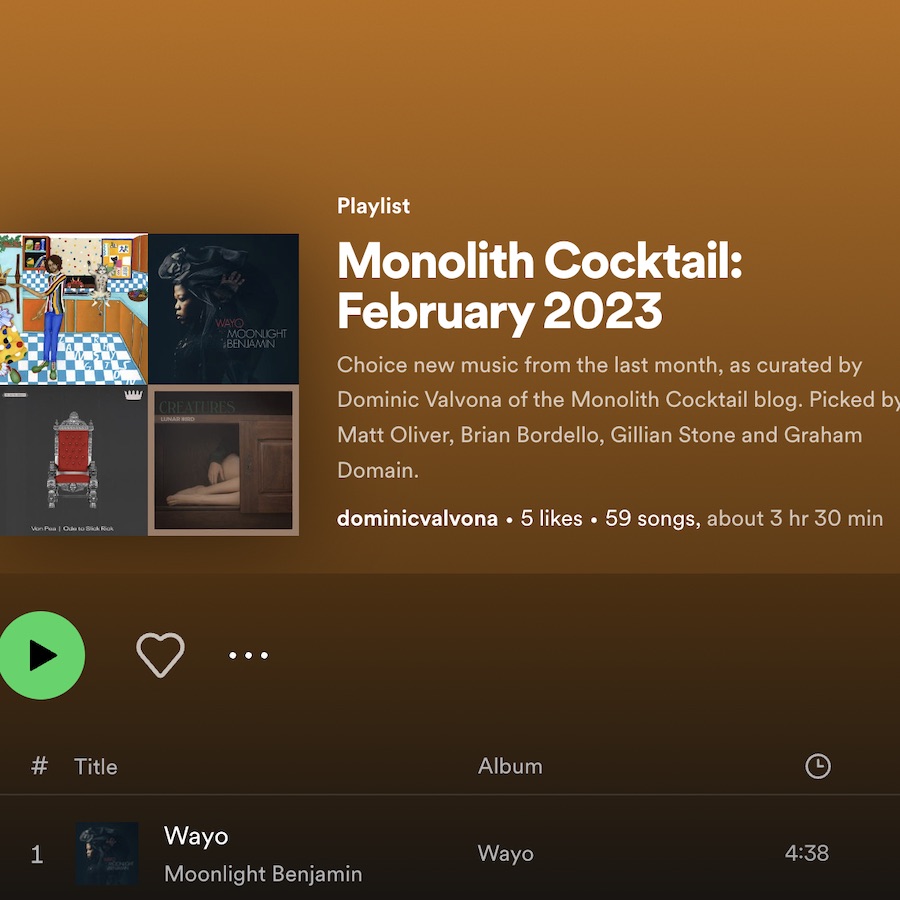 Playlist
Monolith Cocktail:
February 2023
Choice new music from the last month, as curated by
Dominic Valvona of the Monolith Cocktail blog. Picked by
Matt Oliver, Brian Bordello, Gillian Stone and Graham
Domain.
dominicvalvona • 5 likes • 59 songs, about 3 hr 30 min
WAYO
MOONLIGHT
BENJAMIN
CREATURES
LUNAR BIRD
Von Pea | Ode to Slick Rick
# Title Album
1 Wayo Wayo 4:38
Moonlight Benjamin